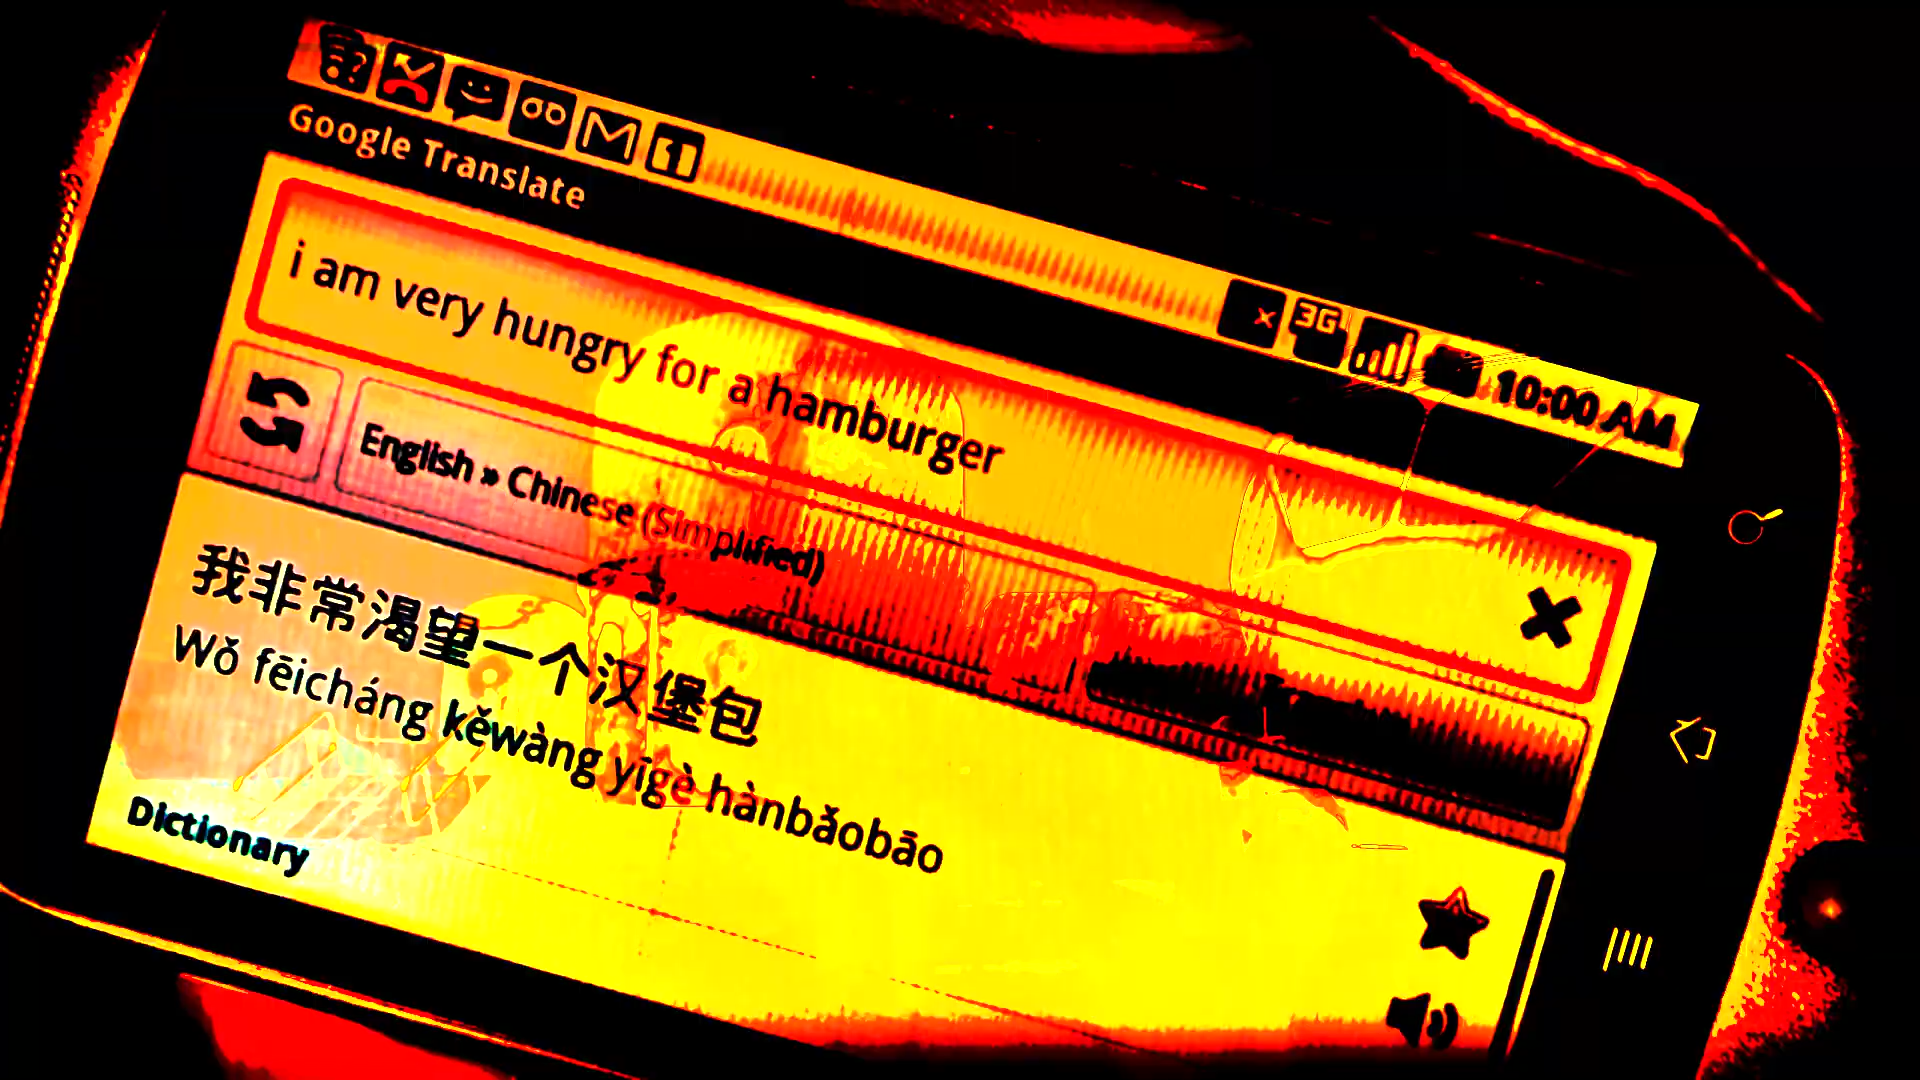 3G 10:00 AM
Google Translate
i am very hungry for a hamburger
English » Chinese (Simplified)
我非常渴望一个汉堡包
Wǒ fēicháng kěwàng yīgè hànbǎobāo
Dictionary